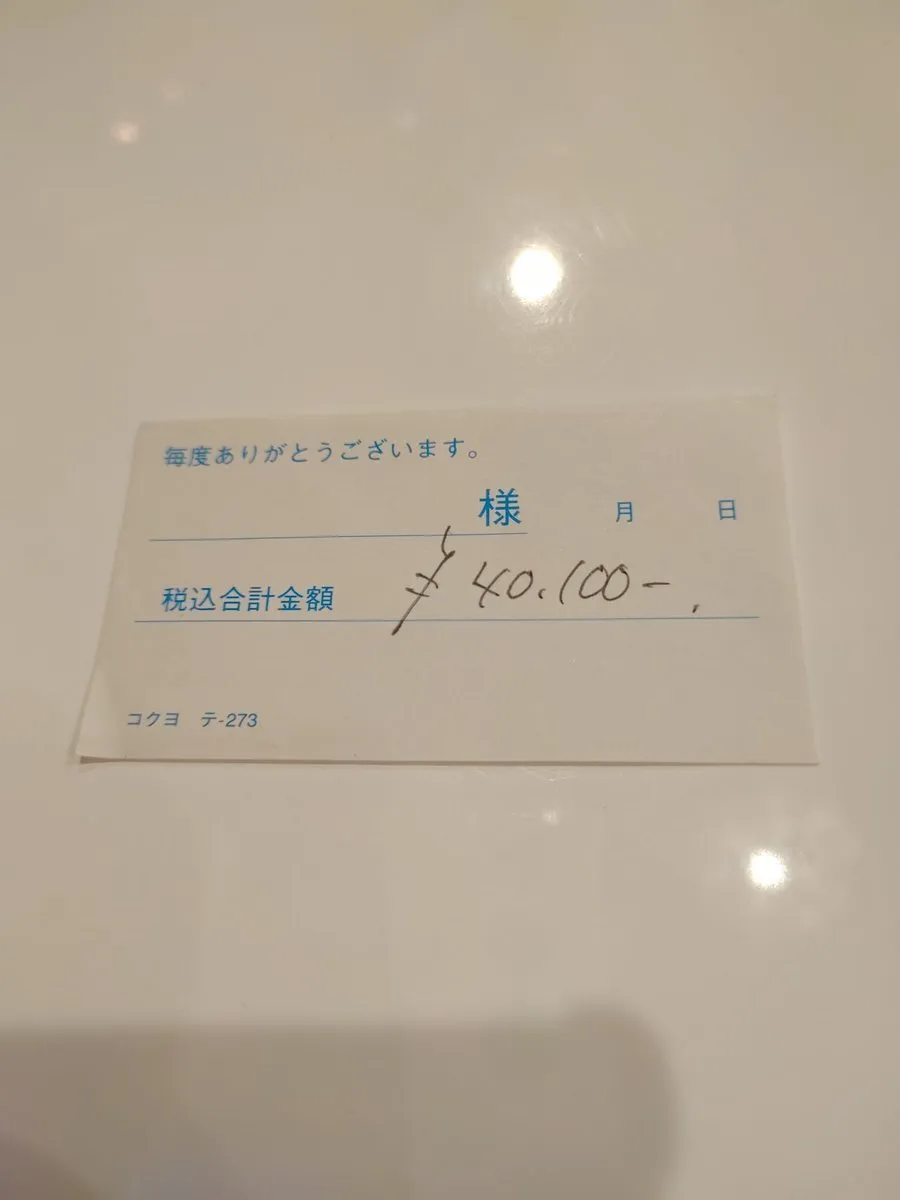 毎度ありがとうございます。
様 月 日
税込合計金額 ¥40.100-
コクヨ テ-273